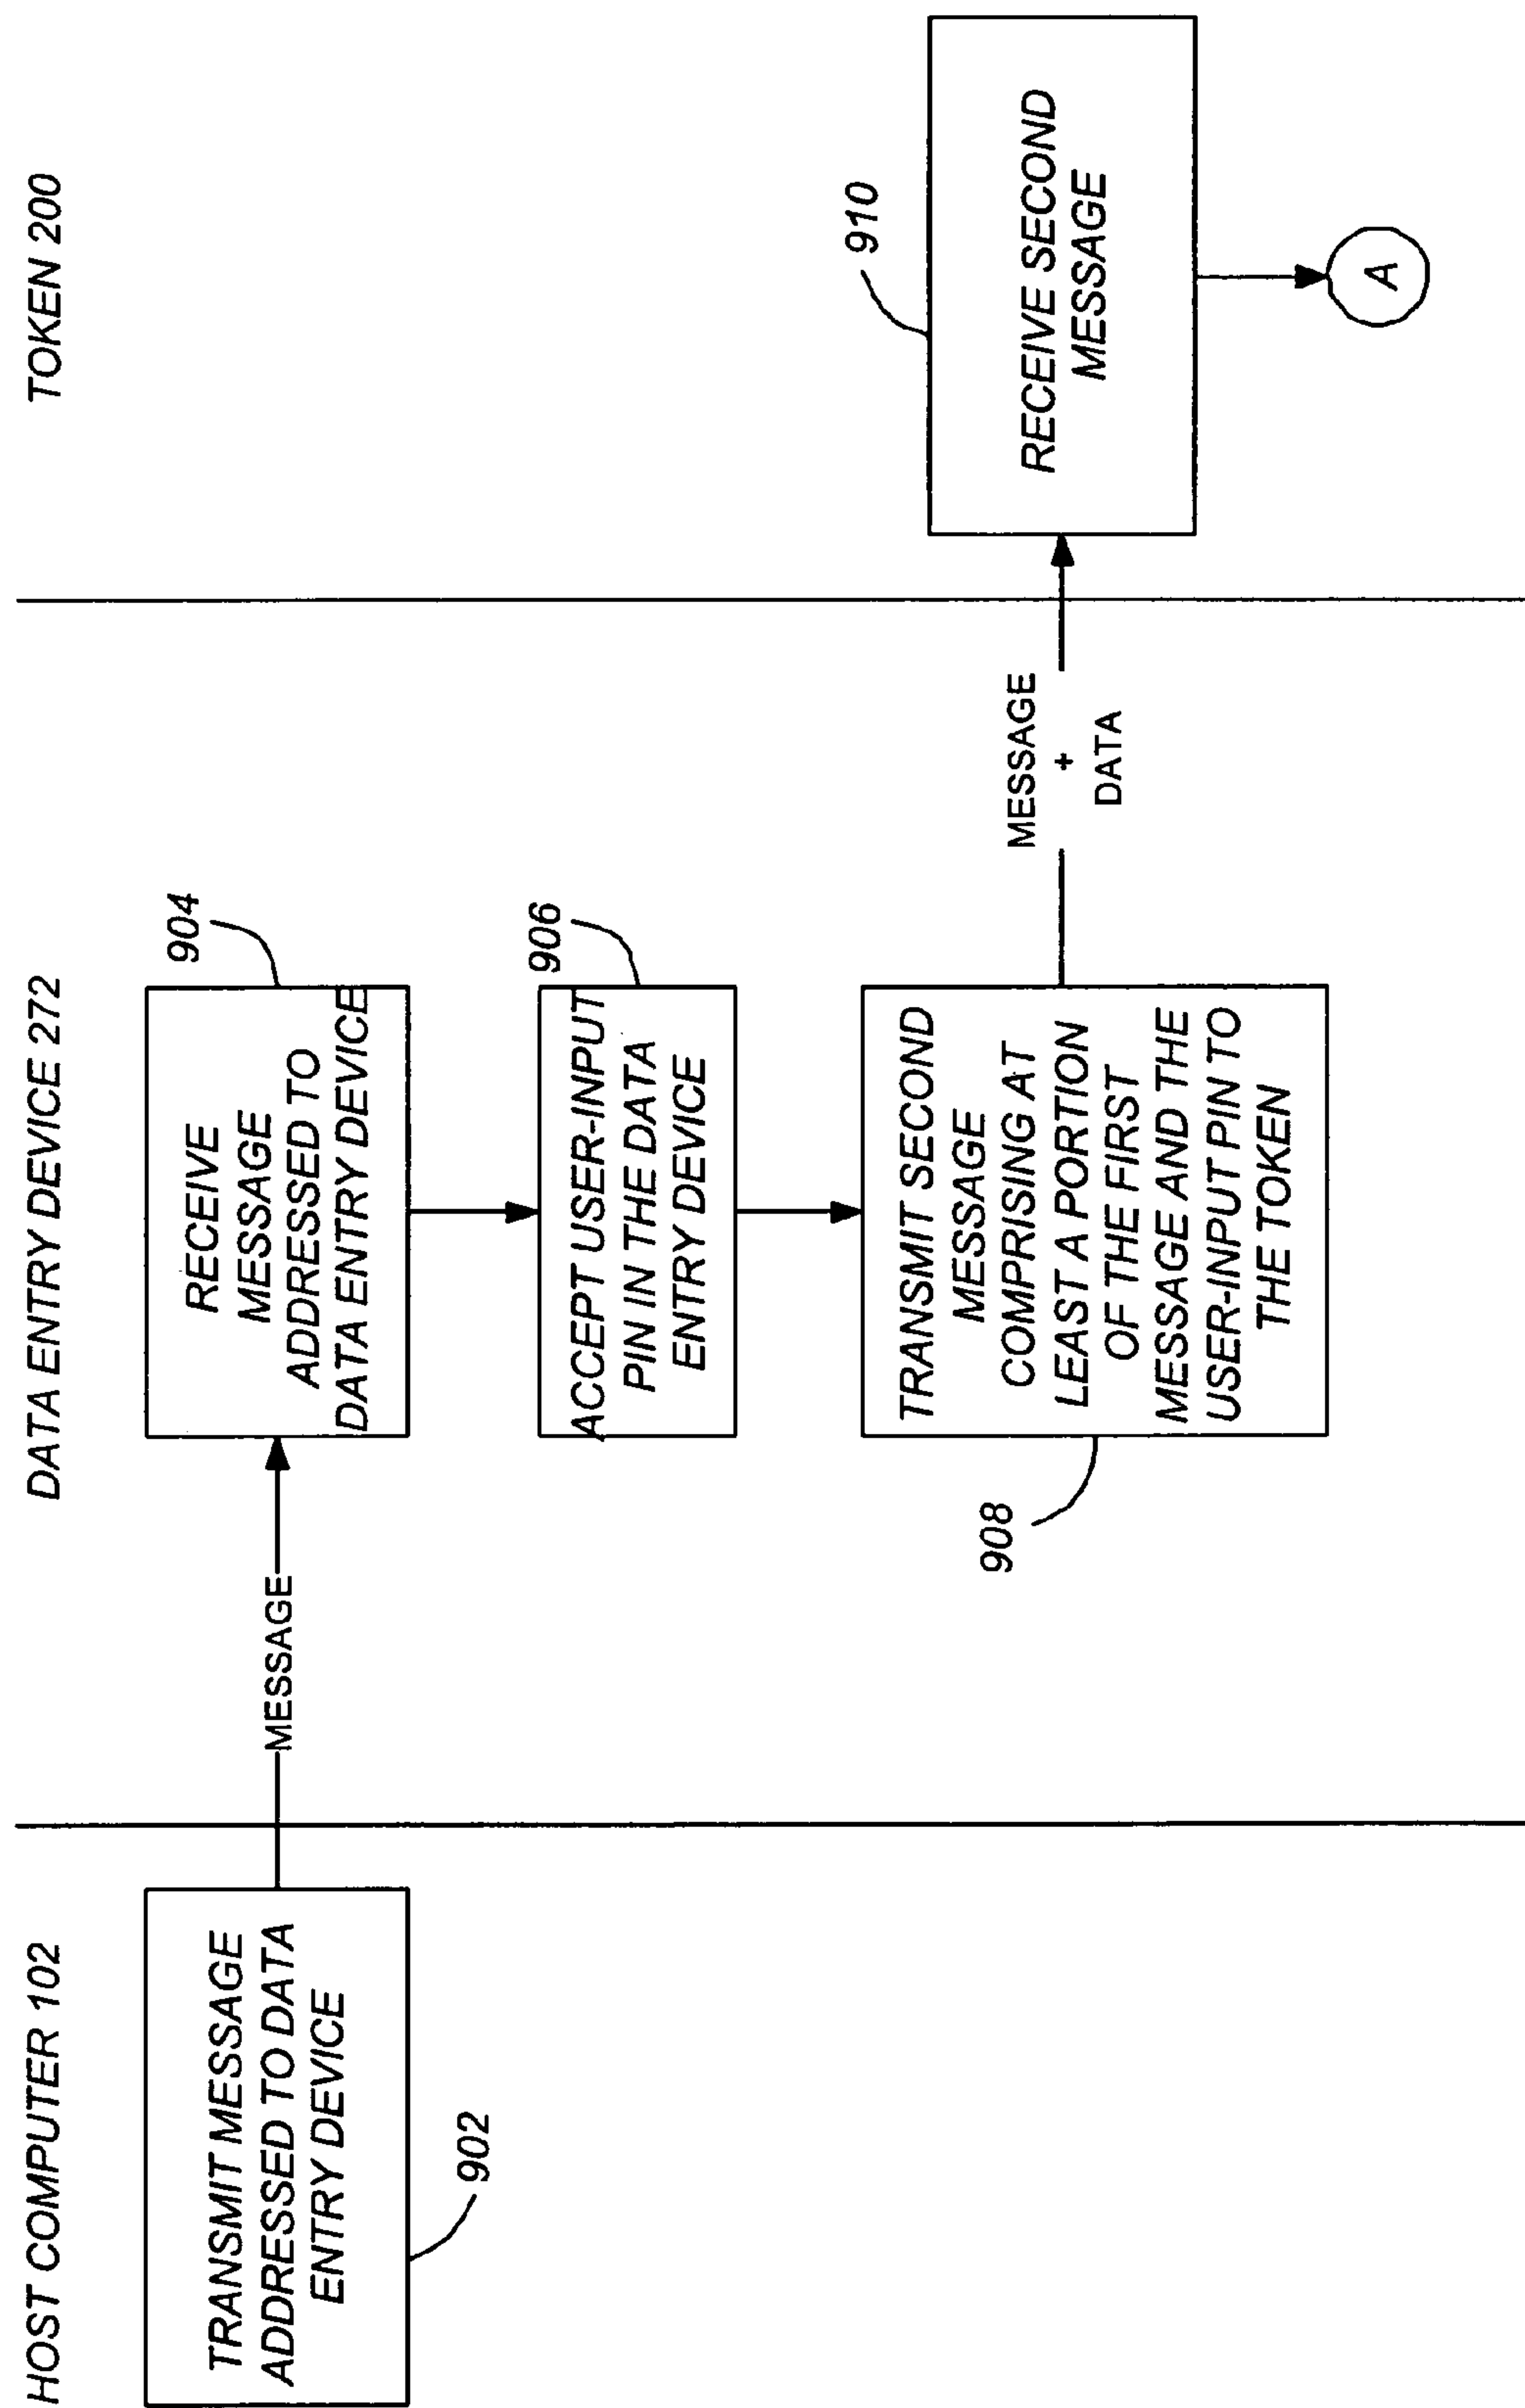 HOST COMPUTER 102
DATA ENTRY DEVICE 272
TOKEN 200
TRANSMIT MESSAGE
ADDRESSED TO DATA
ENTRY DEVICE
902
MESSAGE
RECEIVE
MESSAGE
ADDRESSED TO
DATA ENTRY DEVICE
904
ACCEPT USER-INPUT
PIN IN THE DATA
ENTRY DEVICE
906
TRANSMIT SECOND
MESSAGE
COMPRISING AT
LEAST A PORTION
OF THE FIRST
MESSAGE AND THE
USER-INPUT PIN TO
THE TOKEN
908
MESSAGE
+
DATA
RECEIVE SECOND
MESSAGE
910
A